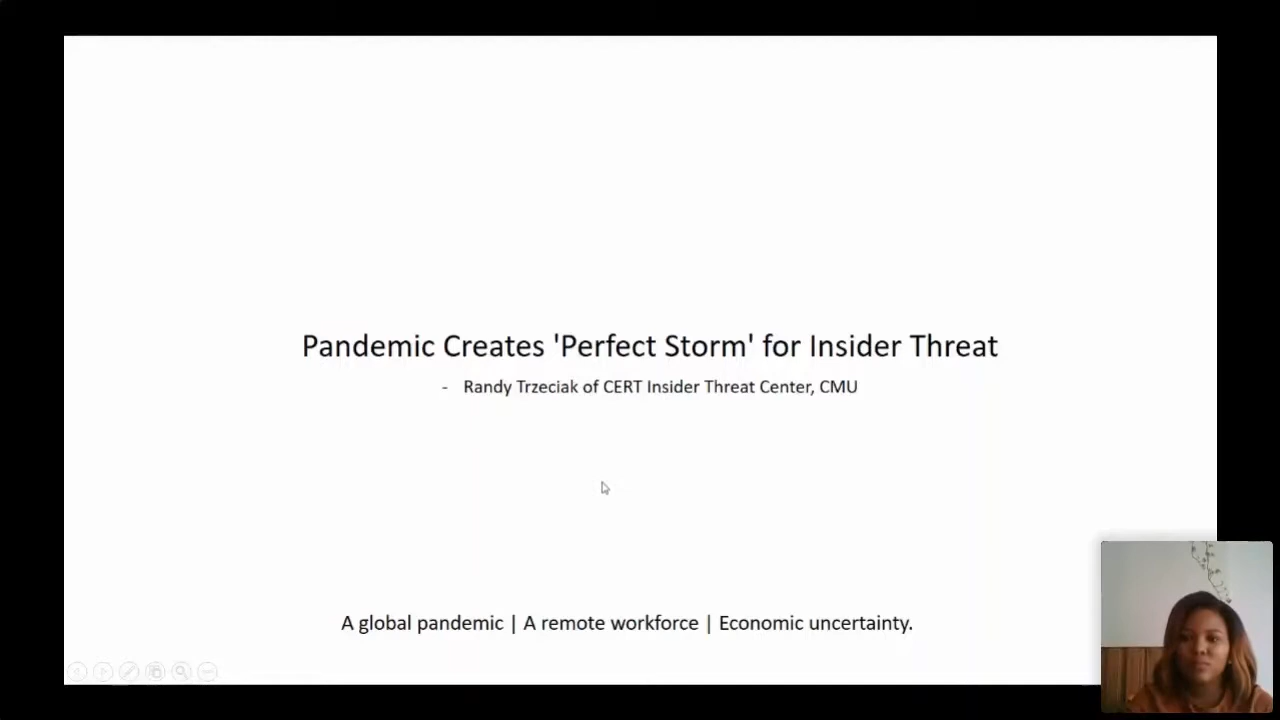 Pandemic Creates 'Perfect Storm' for Insider Threat
- Randy Trzeciak of CERT Insider Threat Center, CMU
A global pandemic | A remote workforce | Economic uncertainty.